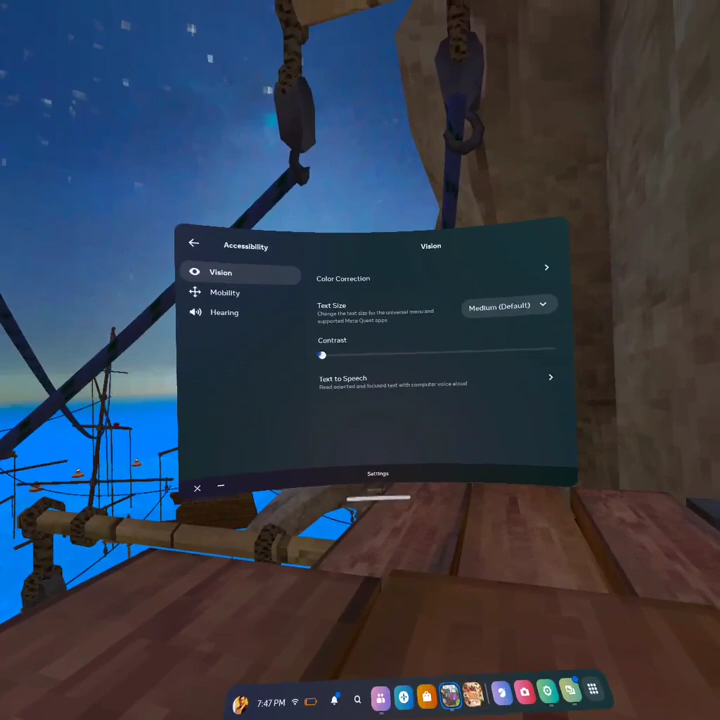 Accessibility
Vision
Mobility
Hearing
Vision
Color Correction
Text Size
Change the text size for the universal menu and
supported Meta Quest apps
Medium (Default)
Contrast
Text to Speech
Read selected and focused text with computer voice aloud
Settings
7:47 PM